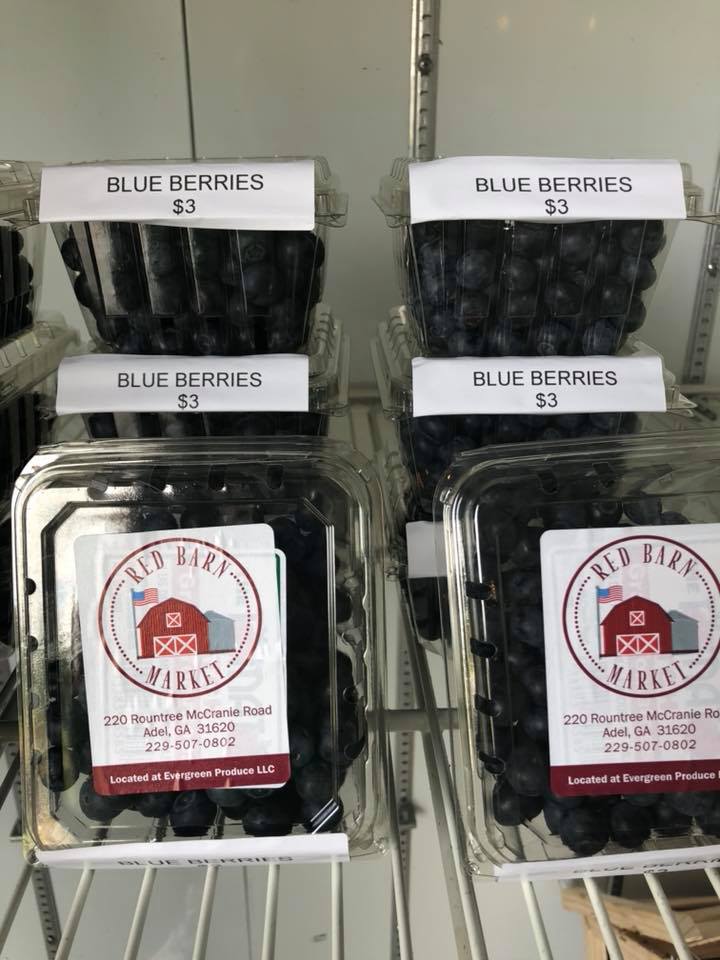 BLUE BERRIES
$3
BLUE BERRIES
$3
BLUE BERRIES
$3
BLUE BERRIES
$3
RED BARN
MARKET
220 Rountree McCranie Road
Adel, GA 31620
229-507-0802
Located at Evergreen Produce LLC
BLUE BERRIES
RED BARN
MARKET
220 Rountree McCranie Ro
Adel, GA 31620
229-507-0802
Located at Evergreen Produce